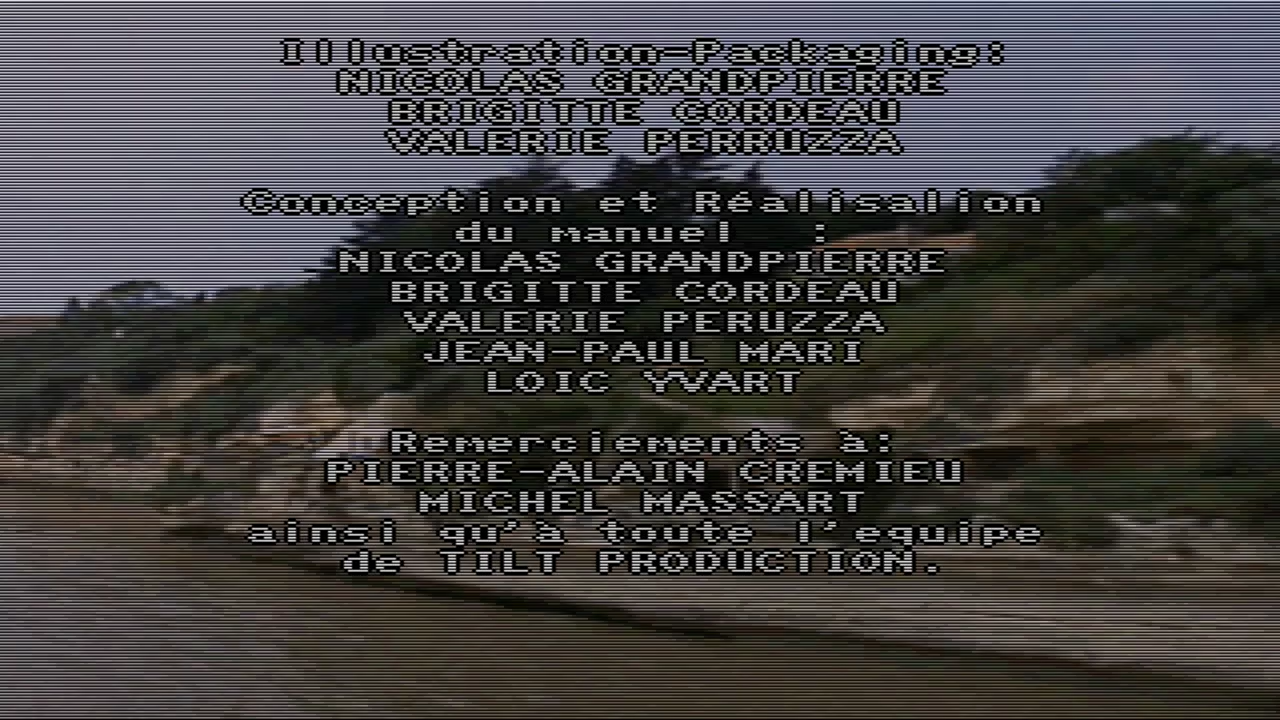 Illustration-Packaging:
NICOLAS GRANDPIERRE
BRIGITTE CORDEAU
VALERIE PERRUZZA
Conception et Réalisation
du manuel :
NICOLAS GRANDPIERRE
BRIGITTE CORDEAU
VALERIE PERUZZA
JEAN-PAUL MARI
LOIC YVART
Remerciements à:
PIERRE-ALAIN CREMIEU
MICHEL MASSART
ainsi qu'à toute l'equipe
de TILT PRODUCTION.